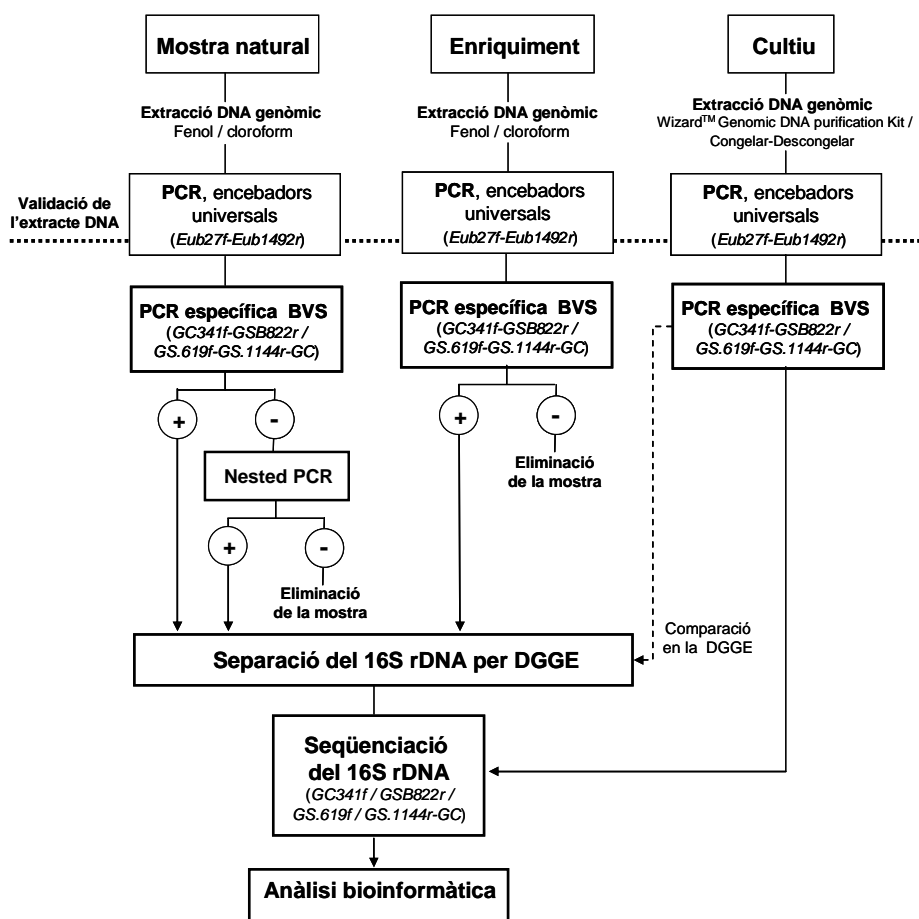 Mostra natural
Enriquiment
Cultiu
Extracció DNA genòmic
Fenol / cloroform
Extracció DNA genòmic
Fenol / cloroform
Extracció DNA genòmic
Wizard™ Genomic DNA purification Kit /
Congelar-Descongelar
Validació de
l'extracte DNA
PCR, encebadors
universals
(Eub27f-Eub1492r)
PCR, encebadors
universals
(Eub27f-Eub1492r)
PCR, encebadors
universals
(Eub27f-Eub1492r)
PCR específica BVS
(GC341f-GSB822r /
GS.619f-GS.1144r-GC)
PCR específica BVS
(GC341f-GSB822r /
GS.619f-GS.1144r-GC)
PCR específica BVS
(GC341f-GSB822r /
GS.619f-GS.1144r-GC)
+
-
+
-
Nested PCR
Eliminació
de la mostra
+
-
Eliminació
de la mostra
Comparació
en la DGGE
Separació del 16S rDNA per DGGE
Seqüenciació
del 16S rDNA
(GC341f / GSB822r /
GS.619f / GS.1144r-GC)
Anàlisi bioinformàtica